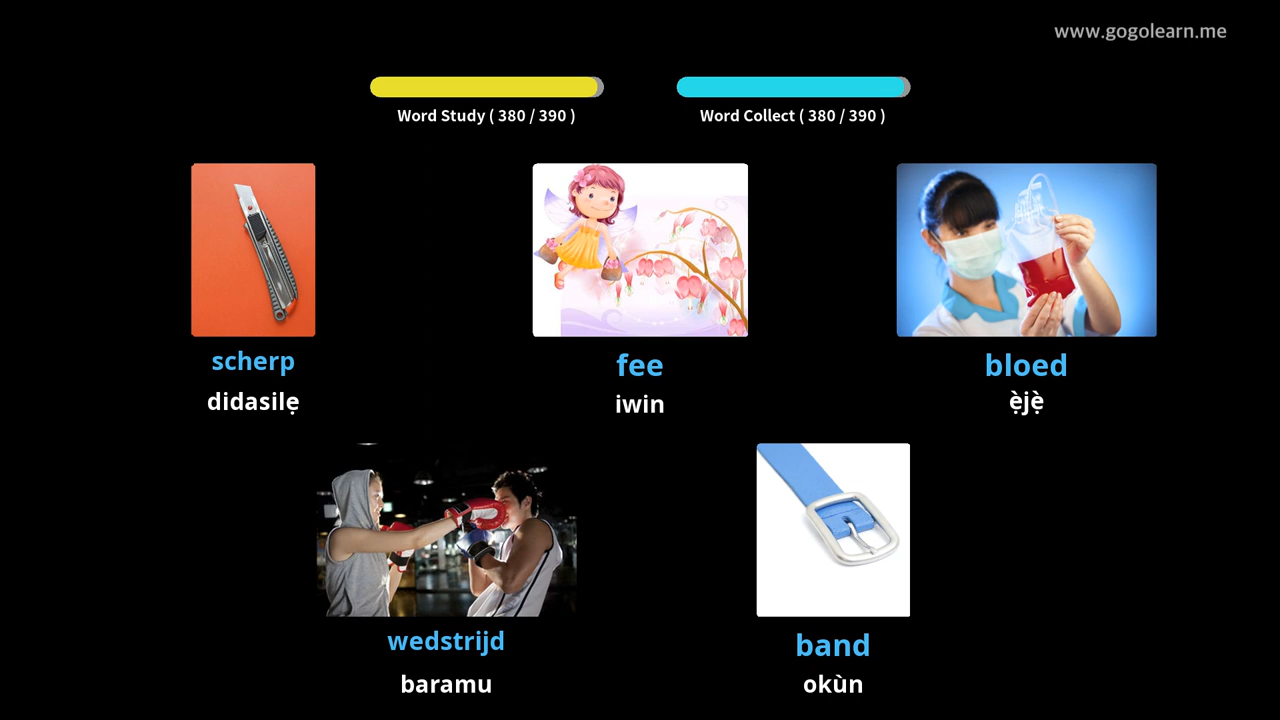 www.gogolearn.me
Word Study ( 380 / 390 )
Word Collect ( 380 / 390 )
scherp
didasilẹ
fee
iwin
bloed
ẹ̀jẹ̀
wedstrijd
baramu
band
okùn